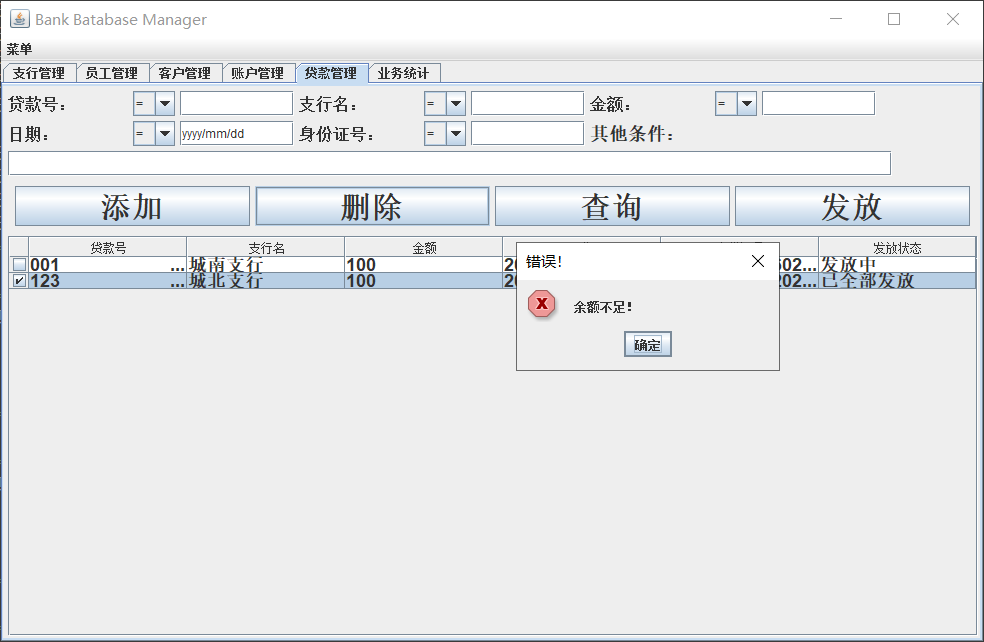 Bank Batabase Manager
菜单
支行管理 员工管理 客户管理 账户管理 贷款管理 业务统计
贷款号： = 支行名： = 金额： =
日期： = yyyy/mm/dd 身份证号： = 其他条件：
添加 删除 查询 发放
贷款号 支行名 金额 发放状态
001 ... 城南支行 100 20 602... 发放中
123 ... 城北支行 100 20 202... 已全部发放
错误!
余额不足!
确定